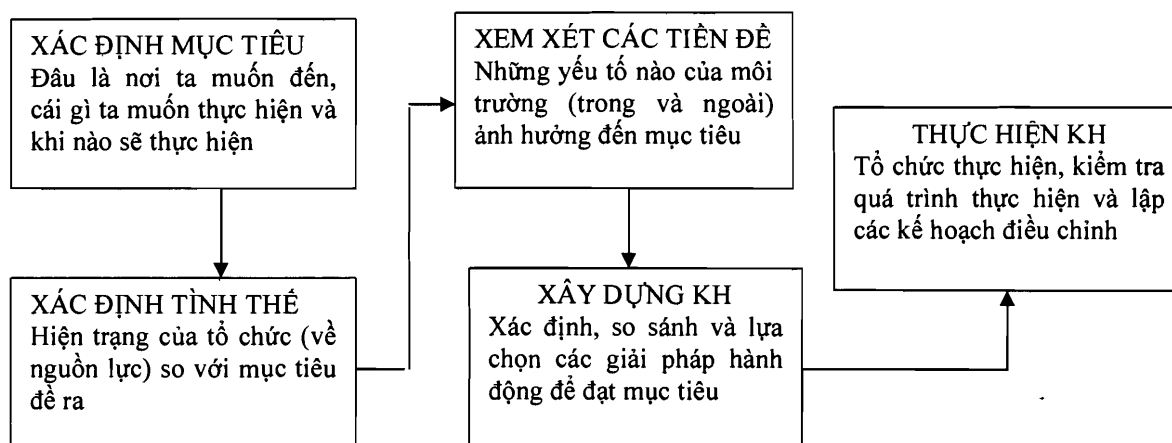 XÁC ĐỊNH MỤC TIÊU
Đâu là nơi ta muốn đến,
cái gì ta muốn thực hiện và
khi nào sẽ thực hiện
XÁC ĐỊNH TÌNH THẾ
Hiện trạng của tổ chức (về
nguồn lực) so với mục tiêu
đề ra
XEM XÉT CÁC TIỀN ĐỀ
Những yếu tố nào của môi
trường (trong và ngoài)
ảnh hưởng đến mục tiêu
XÂY DỰNG KH
Xác định, so sánh và lựa
chọn các giải pháp hành
động để đạt mục tiêu
THỰC HIỆN KH
Tổ chức thực hiện, kiểm tra
quá trình thực hiện và lập
các kế hoạch điều chỉnh